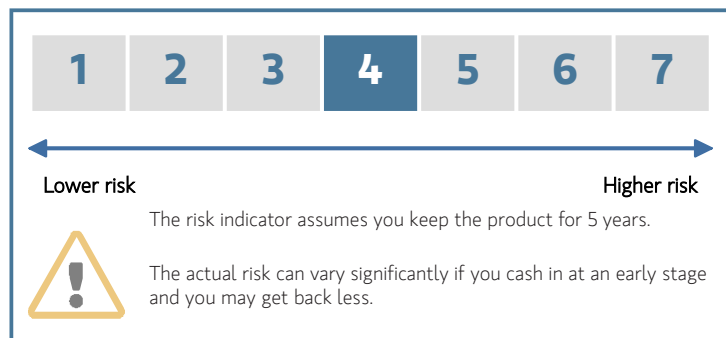 1 2 3 4 5 6 7
Lower risk Higher risk
The risk indicator assumes you keep the product for 5 years.
The actual risk can vary significantly if you cash in at an early stage
and you may get back less.